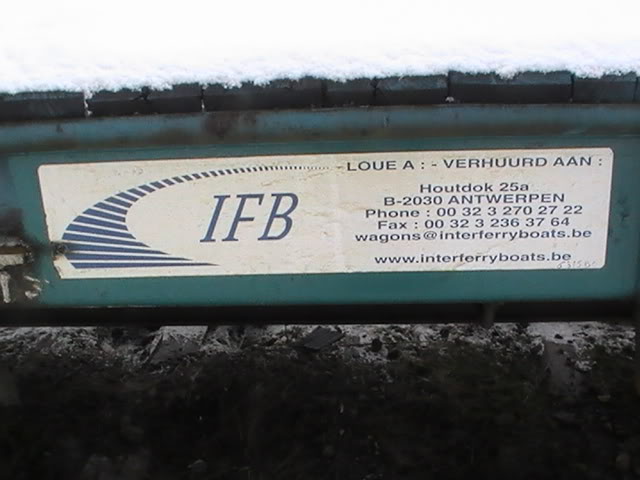 IFB
LOUE A : - VERHUURD AAN :
Houtdok 25a
B-2030 ANTWERPEN
Phone : 00 32 3 270 27 22
Fax : 00 32 3 236 37 64
wagons@interferryboats.be
www.interferryboats.be